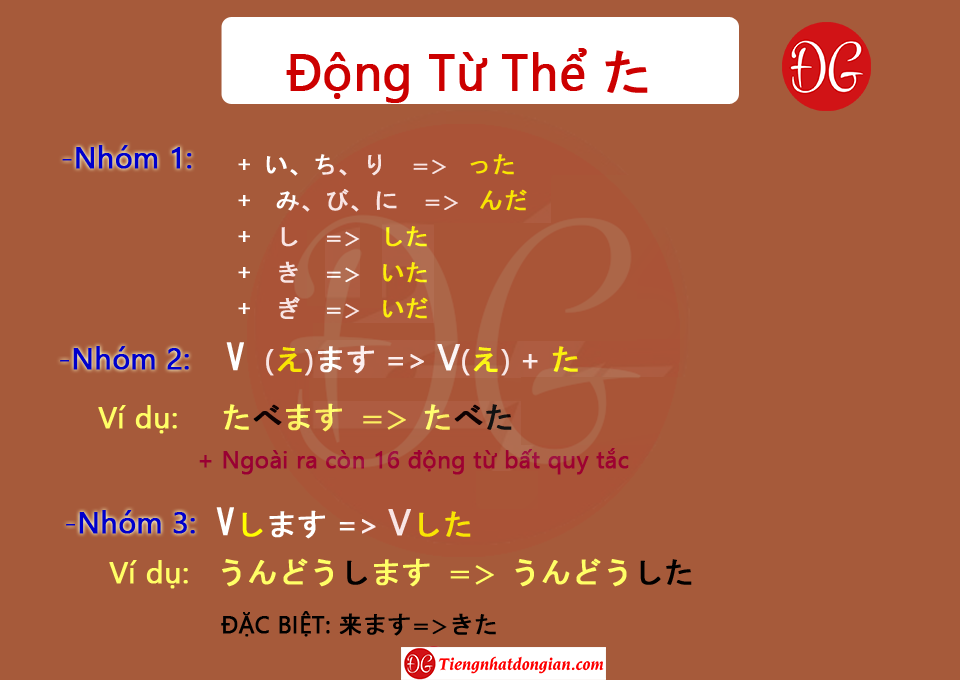 Động Từ Thể た
ĐG
-Nhóm 1:
+ い、ち、り => った
+ み、び、に => んだ
+ し => した
+ き => いた
+ ぎ => いだ
-Nhóm 2: V (え)ます => V(え) + た
Ví dụ: たべます => たべた
+ Ngoài ra còn 16 động từ bất quy tắc
-Nhóm 3: Vします => Vした
Ví dụ: うんどうします => うんどうした
ĐẶC BIỆT: 来ます=>きた
ĐG Tiengnhatdongian.com